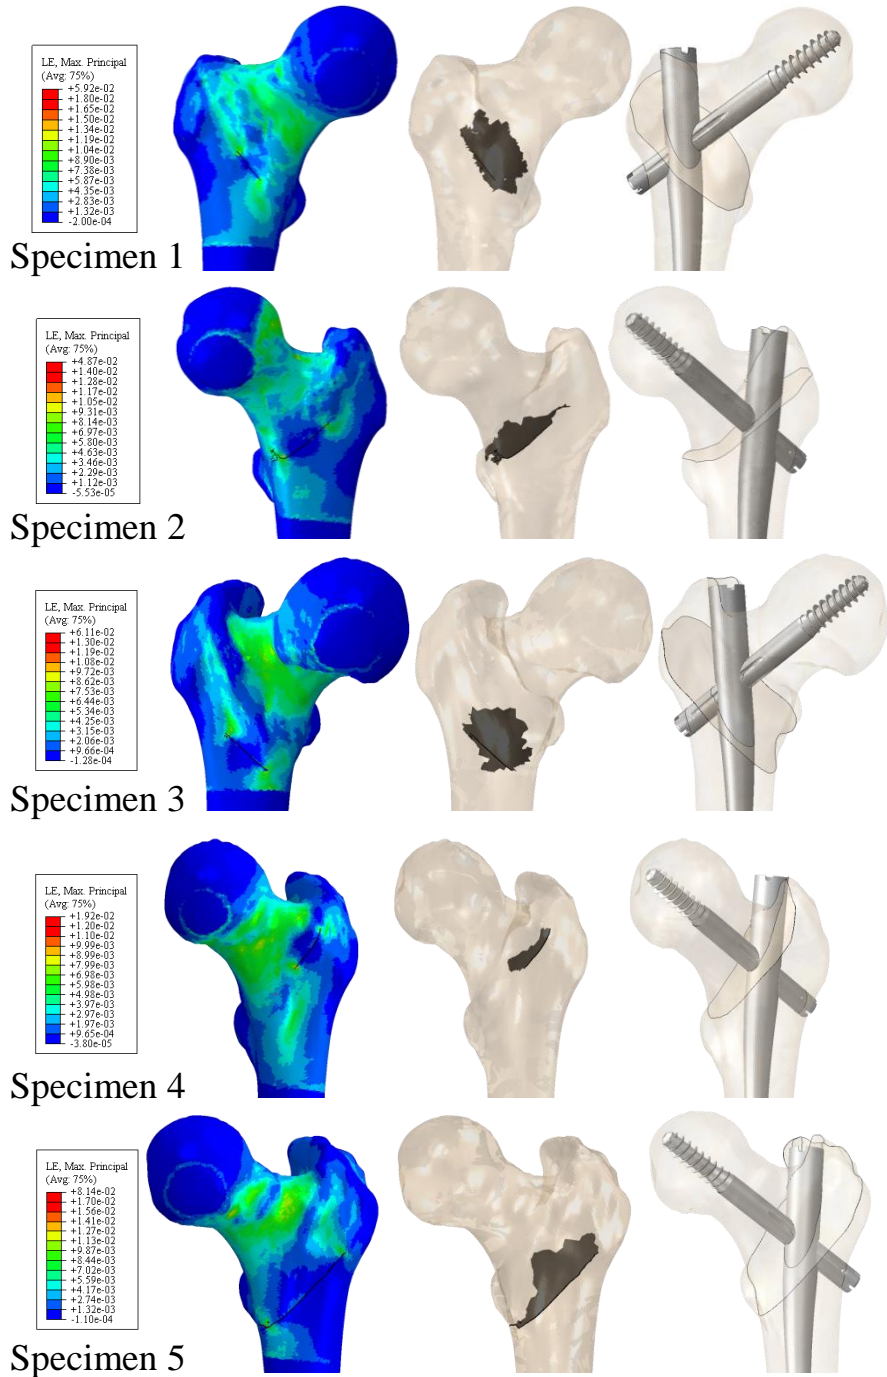 LE, Max. Principal
(Avg: 75%)
+5.92e-02
+1.80e-02
+1.65e-02
+1.50e-02
+1.34e-02
+1.19e-02
+1.04e-02
+8.90e-03
+7.38e-03
+5.87e-03
+4.35e-03
+2.83e-03
+1.32e-03
-2.00e-04
Specimen 1
LE, Max. Principal
(Avg: 75%)
+4.87e-02
+1.40e-02
+1.28e-02
+1.17e-02
+1.05e-02
+9.31e-03
+8.14e-03
+6.97e-03
+5.80e-03
+4.63e-03
+3.46e-03
+2.29e-03
+1.12e-03
-5.53e-05
Specimen 2
LE, Max. Principal
(Avg: 75%)
+6.11e-02
+1.30e-02
+1.19e-02
+1.08e-02
+9.72e-03
+8.62e-03
+7.53e-03
+6.44e-03
+5.34e-03
+4.25e-03
+3.15e-03
+2.06e-03
+9.66e-04
-1.28e-04
Specimen 3
LE, Max. Principal
(Avg: 75%)
+1.92e-02
+1.20e-02
+1.10e-02
+9.99e-03
+8.99e-03
+7.99e-03
+6.98e-03
+5.98e-03
+4.98e-03
+3.97e-03
+2.97e-03
+1.97e-03
+9.65e-04
-3.80e-05
Specimen 4
LE, Max. Principal
(Avg: 75%)
+8.14e-02
+1.70e-02
+1.56e-02
+1.41e-02
+1.27e-02
+1.13e-02
+9.87e-03
+8.44e-03
+7.02e-03
+5.59e-03
+4.17e-03
+2.74e-03
+1.32e-03
-1.10e-04
Specimen 5